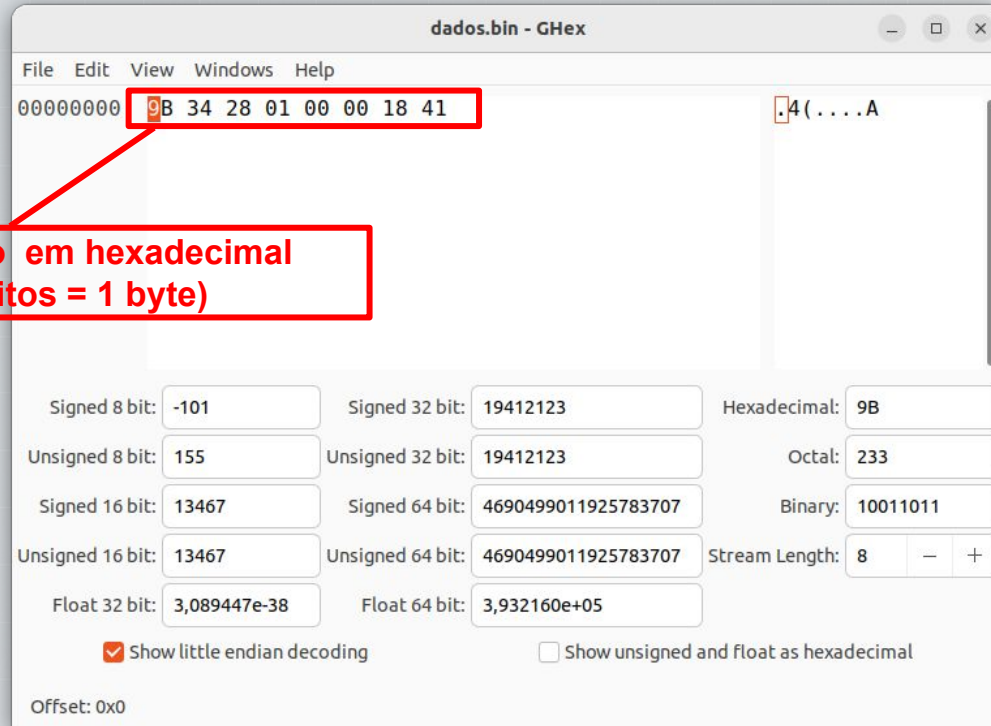 dados.bin - GHex
File Edit View Windows Help
00000000 9B 34 28 01 00 00 18 41 .4(....A
em hexadecimal
= 1 byte)
Signed 8 bit: -101 Signed 32 bit: 19412123 Hexadecimal: 9B
Unsigned 8 bit: 155 Unsigned 32 bit: 19412123 Octal: 233
Signed 16 bit: 13467 Signed 64 bit: 4690499011925783707 Binary: 10011011
Unsigned 16 bit: 13467 Unsigned 64 bit: 4690499011925783707 Stream Length: 8 − +
Float 32 bit: 3,089447e-38 Float 64 bit: 3,932160e+05
Show little endian decoding Show unsigned and float as hexadecimal
Offset: 0x0